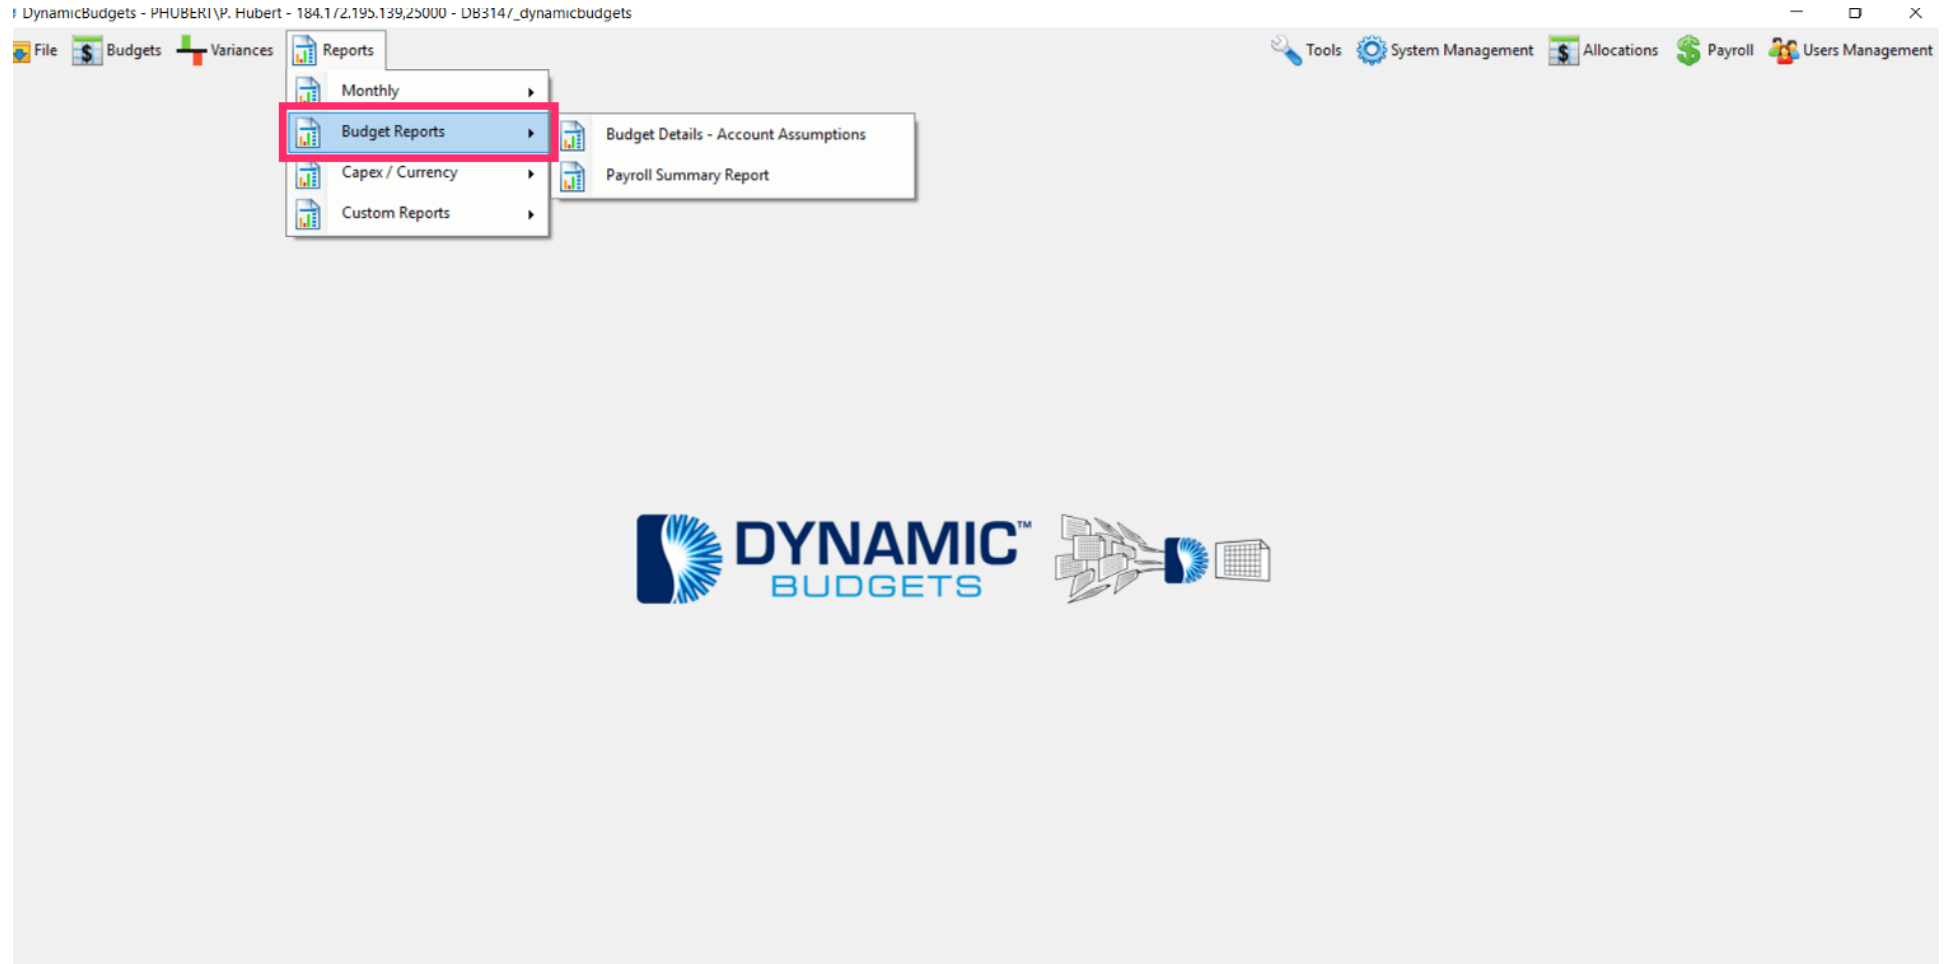 DynamicBudgets - PHUBERT\P. Hubert - 184.172.195.139,25000 - DB3147_dynamicbudgets
File Budgets Variances Reports Tools System Management Allocations Payroll Users Management
Monthly
Budget Reports
Budget Details - Account Assumptions
Capex / Currency
Payroll Summary Report
Custom Reports
DYNAMIC™
BUDGETS